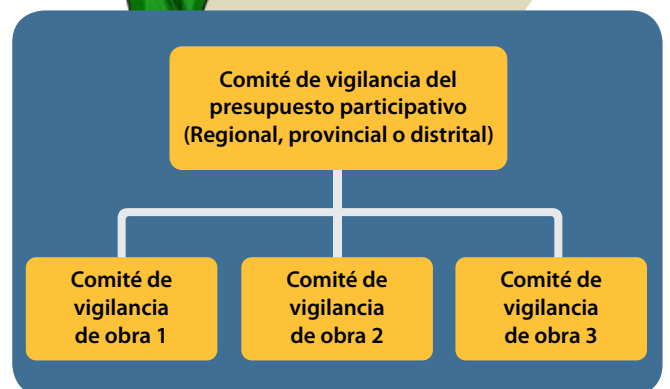 Comité de vigilancia del
presupuesto participativo
(Regional, provincial o distrital)
Comité de
vigilancia
de obra 1
Comité de
vigilancia
de obra 2
Comité de
vigilancia
de obra 3